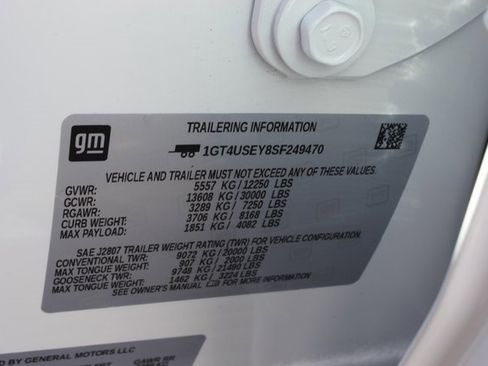 gm
TRAILERING INFORMATION
1GT4USEY8SF249470
VEHICLE AND TRAILER MUST NOT EXCEED ANY OF THESE VALUES.
GVWR: 5557 KG/12250 LBS
GCWR: 13608 KG/30000 LBS
RGAWR: 3289 KG/ 7250 LBS
CURB WEIGHT: 3706 KG/ 8168 LBS
MAX PAYLOAD: 1851 KG/ 4082 LBS
SAE J2807 TRAILER WEIGHT RATING (TWR) FOR VEHICLE CONFIGURATION.
CONVENTIONAL TWR: 9072 KG/20000 LBS
MAX TONGUE WEIGHT: 907 KG/ 2000 LBS
GOOSENECK TWR: 9748 KG/21490 LBS
MAX TONGUE WEIGHT: 1462 KG/ 3224 LBS
SEE OWNER'S MANUAL FOR MORE INFORMATION
D BY GENERAL MOTORS LLC
GAWR RR